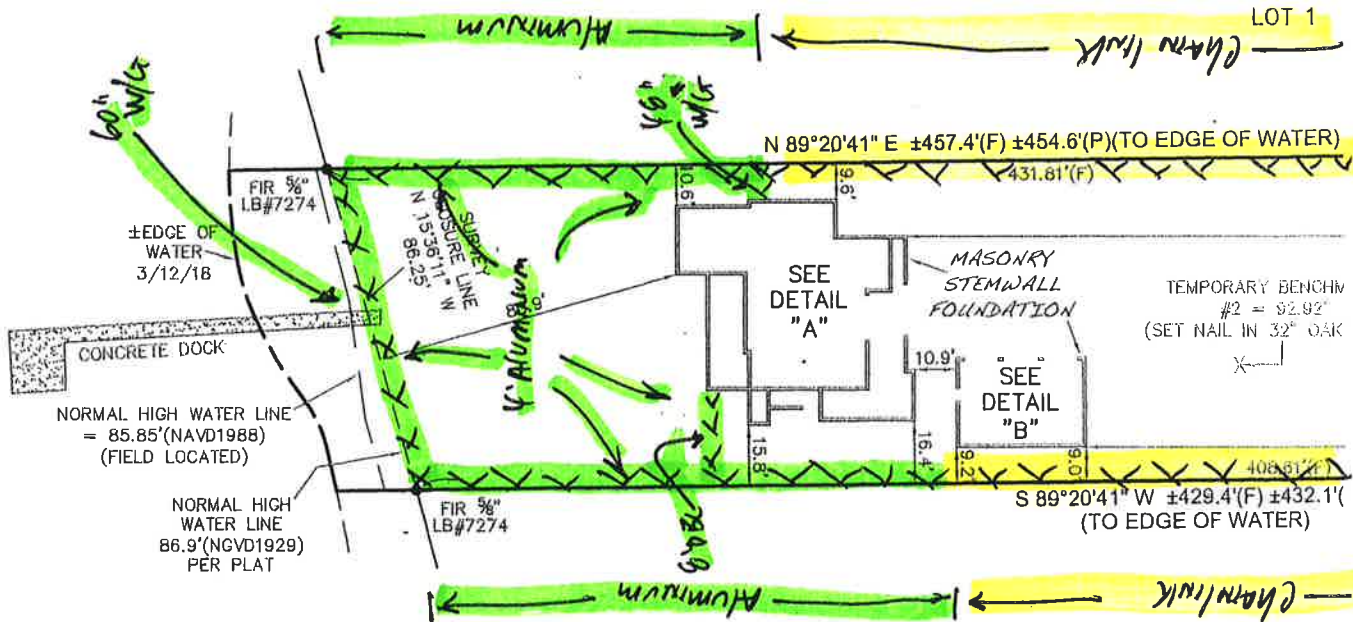 LOT 1
Aluminum
Chain link
60" W/G
48" W/G
N 89°20'41" E ±457.4'(F) ±454.6'(P)(TO EDGE OF WATER)
431.81'(F)
FIR 5/8"
LB#7274
10.6'
9.6'
±EDGE OF
WATER
3/12/18
SURVEY
CLOSURE LINE
N 15°36'11" W
86.25'
4' Aluminum
CONCRETE DOCK
SEE
DETAIL
"A"
MASONRY
STEMWALL
FOUNDATION
TEMPORARY BENCHM
#2 = 92.92'
(SET NAIL IN 32" OAK
10.9'
SEE
DETAIL
"B"
NORMAL HIGH WATER LINE
= 85.85'(NAVD1988)
(FIELD LOCATED)
15.8'
16.4'
9.2'
9.0'
408.61'(F)
NORMAL HIGH
WATER LINE
86.9'(NGVD1929)
PER PLAT
FIR 5/8"
LB#7274
S 89°20'41" W ±429.4'(F) ±432.1'(
(TO EDGE OF WATER)
Aluminum
Chainlink